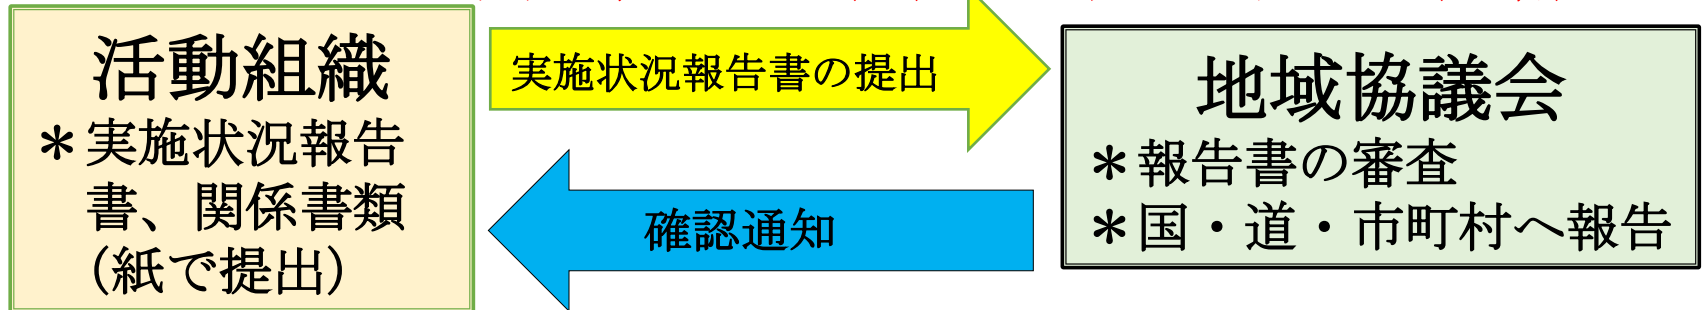 活動組織
＊実施状況報告
書、関係書類
（紙で提出）
実施状況報告書の提出
確認通知
地域協議会
＊報告書の審査
＊国・道・市町村へ報告